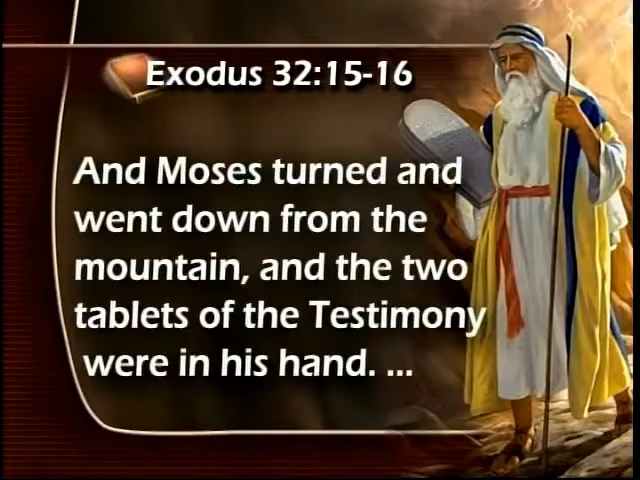 Exodus 32:15-16
And Moses turned and
went down from the
mountain, and the two
tablets of the Testimony
were in his hand. ...